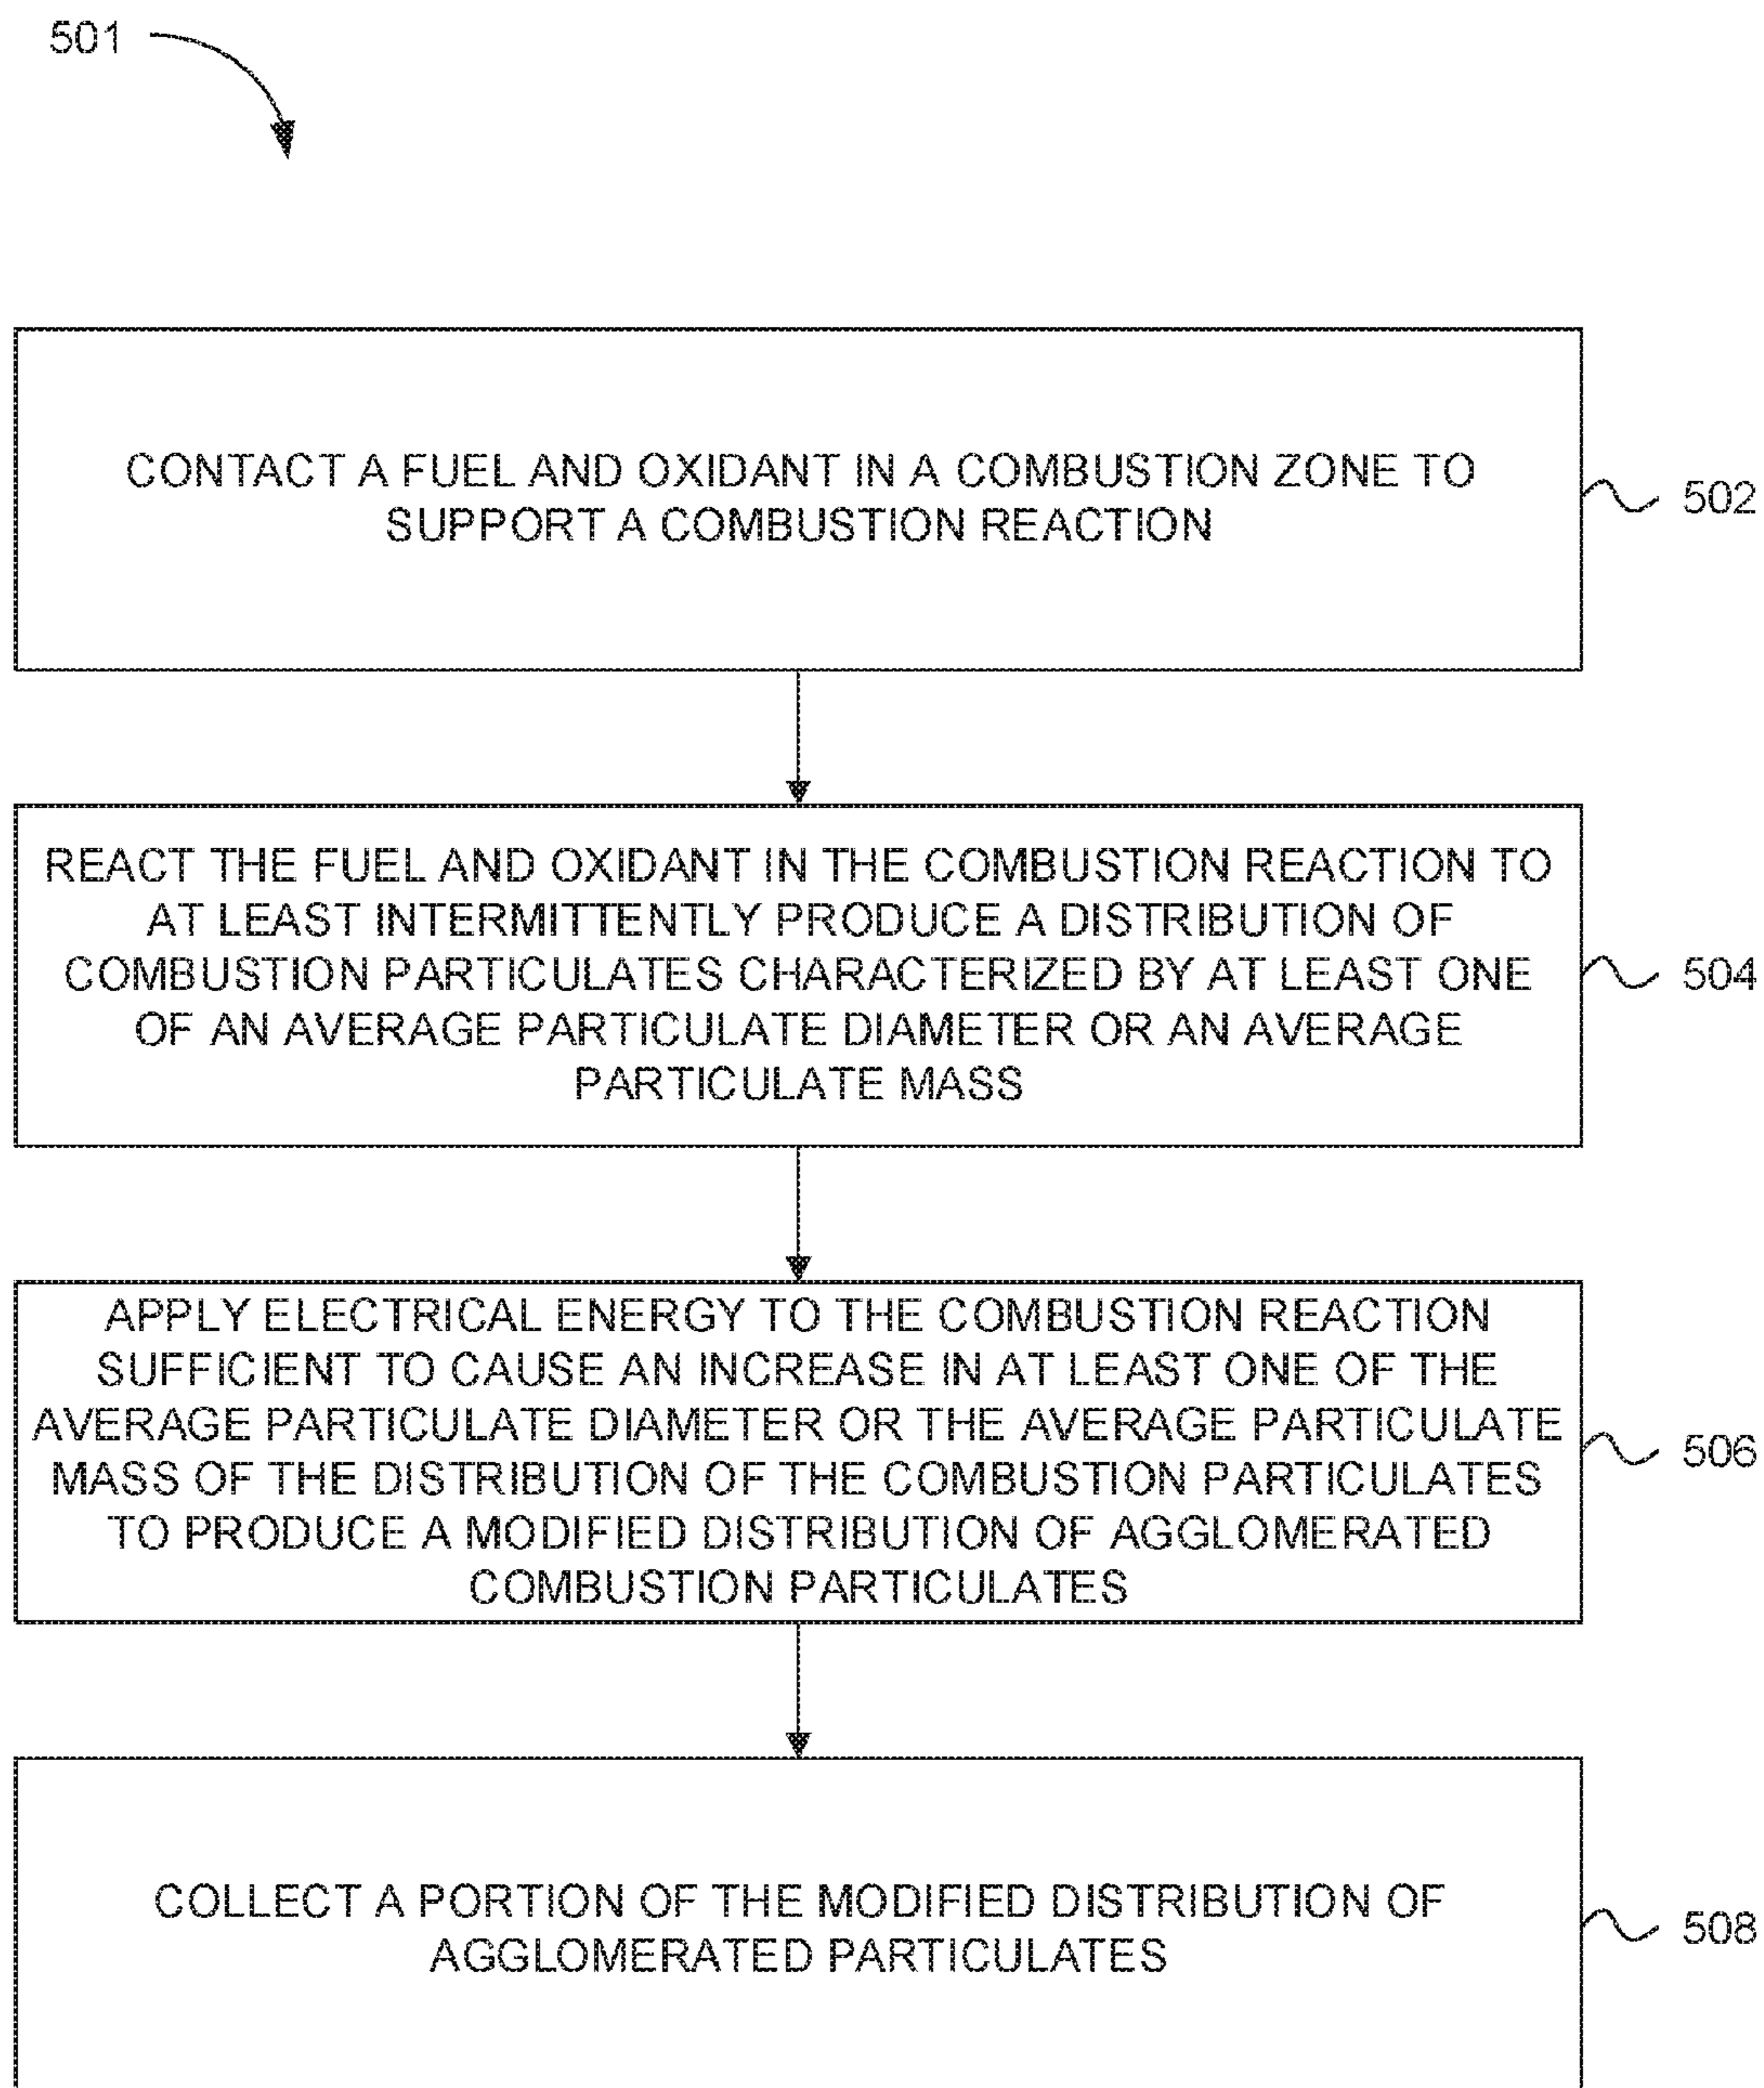 501
CONTACT A FUEL AND OXIDANT IN A COMBUSTION ZONE TO
SUPPORT A COMBUSTION REACTION
502
REACT THE FUEL AND OXIDANT IN THE COMBUSTION REACTION TO
AT LEAST INTERMITTENTLY PRODUCE A DISTRIBUTION OF
COMBUSTION PARTICULATES CHARACTERIZED BY AT LEAST ONE
OF AN AVERAGE PARTICULATE DIAMETER OR AN AVERAGE
PARTICULATE MASS
504
APPLY ELECTRICAL ENERGY TO THE COMBUSTION REACTION
SUFFICIENT TO CAUSE AN INCREASE IN AT LEAST ONE OF THE
AVERAGE PARTICULATE DIAMETER OR THE AVERAGE PARTICULATE
MASS OF THE DISTRIBUTION OF THE COMBUSTION PARTICULATES
TO PRODUCE A MODIFIED DISTRIBUTION OF AGGLOMERATED
COMBUSTION PARTICULATES
506
COLLECT A PORTION OF THE MODIFIED DISTRIBUTION OF
AGGLOMERATED PARTICULATES
508